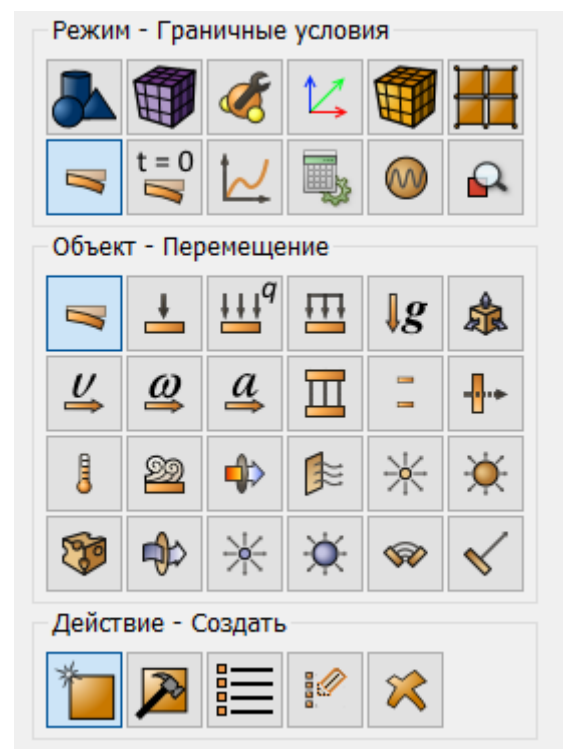 Режим - Граничные условия
t = 0
Объект - Перемещение
q
g
υ
ω
a
Действие - Создать